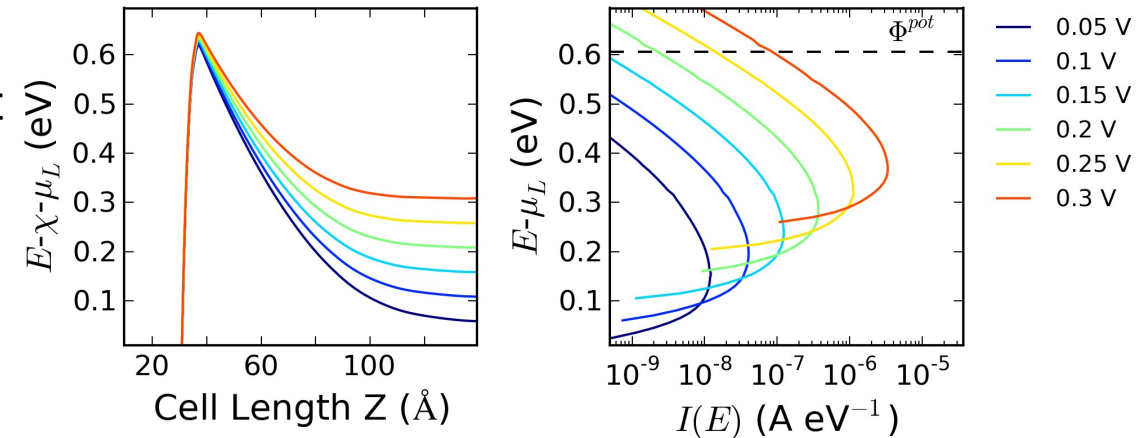 E-χ-μ_L (eV)
0.6
0.5
0.4
0.3
0.2
0.1
20 60 100
Cell Length Z (Å)
E-μ_L (eV)
0.6
0.5
0.4
0.3
0.2
0.1
Φ^{pot}
10^{-9} 10^{-8} 10^{-7} 10^{-6} 10^{-5}
I(E) (A eV^{-1})
0.05 V
0.1 V
0.15 V
0.2 V
0.25 V
0.3 V